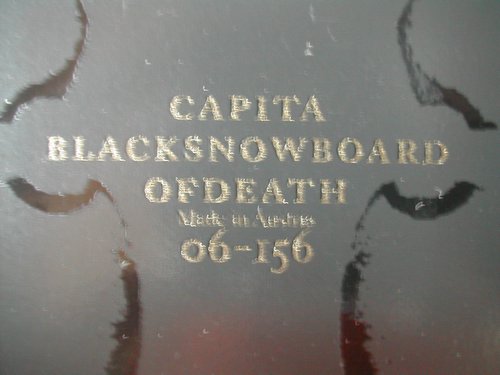 CAPITA
BLACKSNOWBOARD
OFDEATH
Made in Austria
06-156